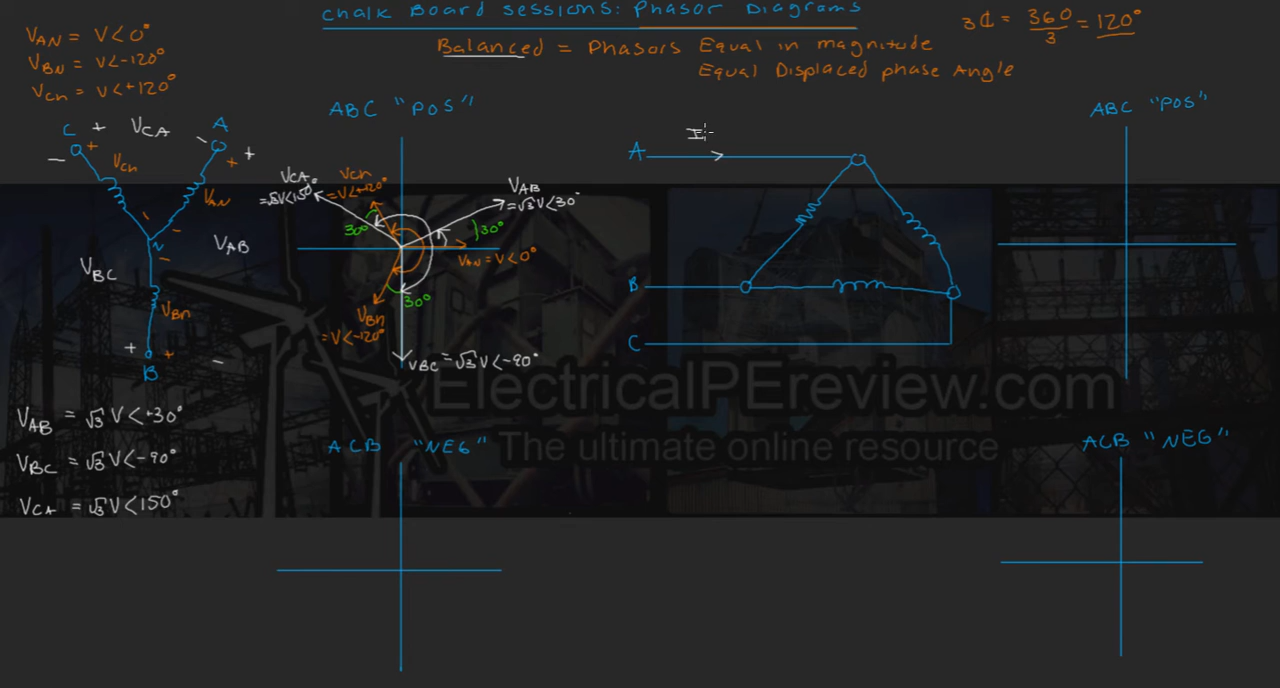 Chalk Board Sessions: Phasor Diagrams
3¢ = 360/3 = 120°
Balanced = Phasors Equal in magnitude
Equal Displaced phase Angle
VAN = V<0°
VBN = V<-120°
VCN = V<+120°
ABC "POS"
ABC "POS"
C + VCA - A
- + + +
VCN VAN
- -
N
-
VAB
VBC
VBN
+ + -
B
VCA
=√3V<150°
VCN
=V<+120°
VAB
=√3V<30°
30°
30°
VAN = V<0°
30°
VBN
=V<-120°
VBC = √3V<-90°
A
B
C
ElectricalPEreview.com
The ultimate online resource
VAB = √3V<+30°
VBC = √3V<-90°
VCA = √3V<150°
ACB "NEG"
ACB "NEG"